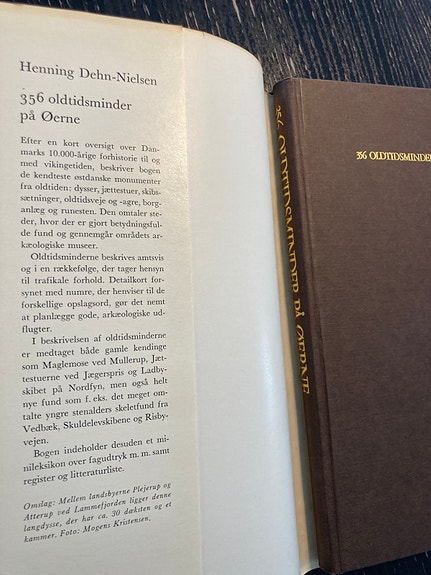 Henning Dehn-Nielsen
356 oldtidsminder
på Øerne
Efter en kort oversigt over Dan-
marks 10.000-årige forhistorie til og
med vikingetiden, beskriver bogen
de kendteste østdanske monumenter
fra oldtiden: dysser, jættestuer, skibs-
sætninger, oldtidsveje og -agre, borg-
anlæg og runesten. Den omtaler ste-
der, hvor der er gjort betydningsful-
de fund og gennemgår områdets ar-
kæologiske museer.
Oldtidsminderne beskrives amtsvis
og i en rækkefølge, der tager hensyn
til trafikale forhold. Detailkort for-
synet med numre, der henviser til de
forskellige opslagsord, gør det nemt
at planlægge gode, arkæologiske ud-
flugter.
I beskrivelsen af oldtidsminderne
er medtaget både gamle kendinge
som Maglemose ved Mullerup, Jæt-
testuerne ved Jægerspris og Ladby-
skibet på Nordfyn, men også helt
nye fund som f. eks. det meget om-
talte yngre stenalders skeletfund fra
Vedbæk, Skuldelevskibene og Risby-
vejen.
Bogen indeholder desuden et mi-
nileksikon over fagudtryk m. m. samt
register og litteraturliste.
Omslag: Mellem landsbyerne Plejerup og
Atterup ved Lammefjorden ligger denne
langdysse, der har ca. 30 dæksten og et
kammer. Foto: Mogens Kristensen.
356 OLDTIDSMINDER PÅ ØERNE
356 OLDTIDSMINDER